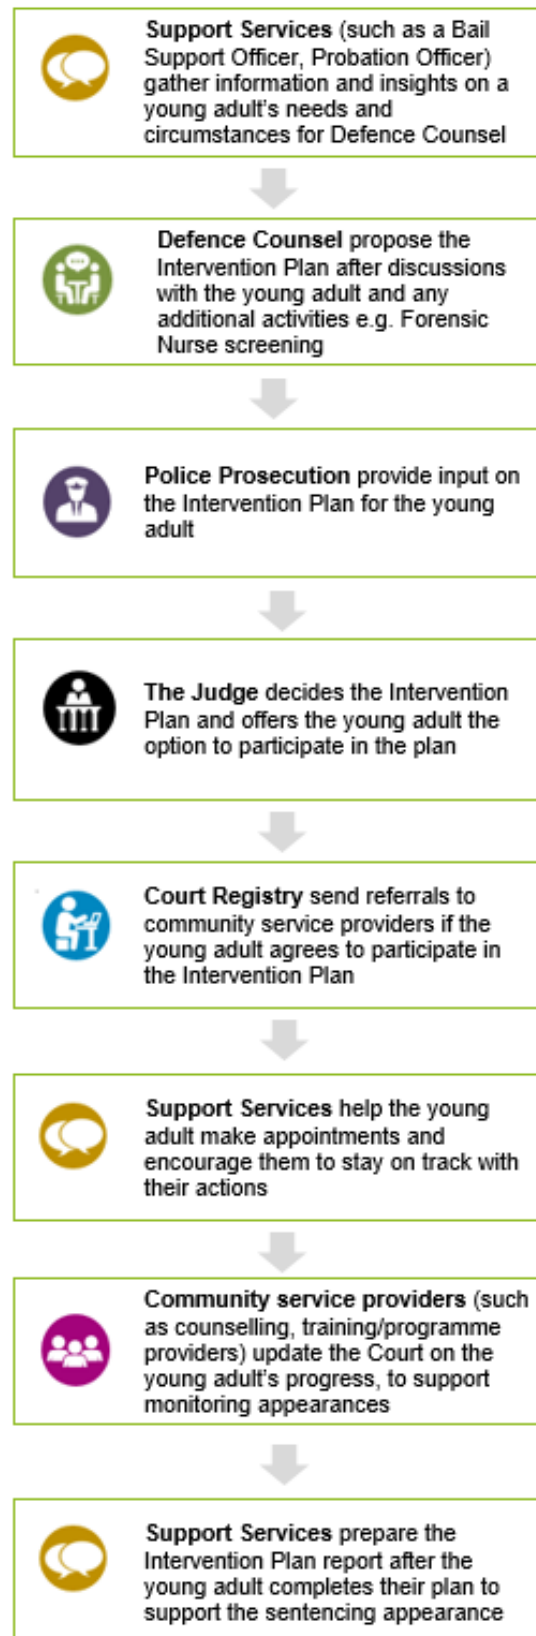 Support Services (such as a Bail
Support Officer, Probation Officer)
gather information and insights on a
young adult's needs and
circumstances for Defence Counsel
Defence Counsel propose the
Intervention Plan after discussions
with the young adult and any
additional activities e.g. Forensic
Nurse screening
Police Prosecution provide input on
the Intervention Plan for the young
adult
The Judge decides the Intervention
Plan and offers the young adult the
option to participate in the plan
Court Registry send referrals to
community service providers if the
young adult agrees to participate in
the Intervention Plan
Support Services help the young
adult make appointments and
encourage them to stay on track with
their actions
Community service providers (such
as counselling, training/programme
providers) update the Court on the
young adult's progress, to support
monitoring appearances
Support Services prepare the
Intervention Plan report after the
young adult completes their plan to
support the sentencing appearance